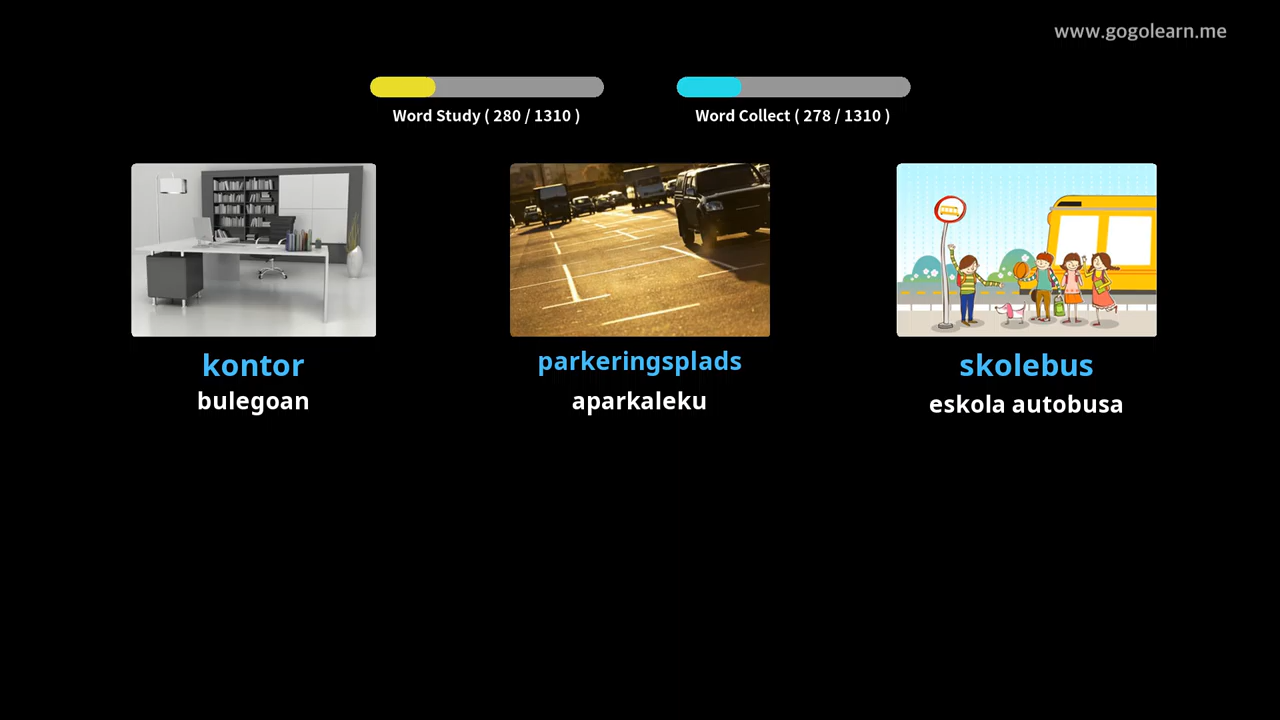 www.gogolearn.me
Word Study ( 280 / 1310 )
Word Collect ( 278 / 1310 )
kontor
bulegoan
parkeringsplads
aparkaleku
skolebus
eskola autobusa